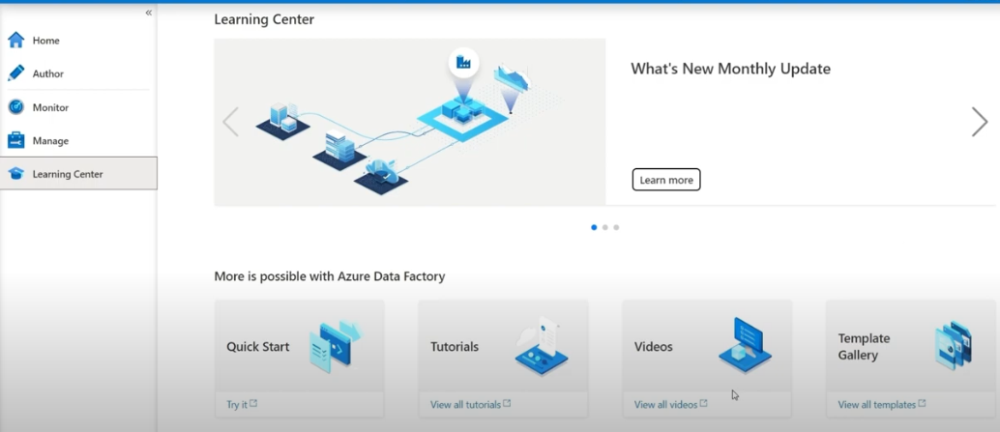 «
Home
Author
Monitor
Manage
Learning Center
Learning Center
What's New Monthly Update
Learn more
More is possible with Azure Data Factory
Quick Start
Try it
Tutorials
View all tutorials
Videos
View all videos
Template
Gallery
View all templates